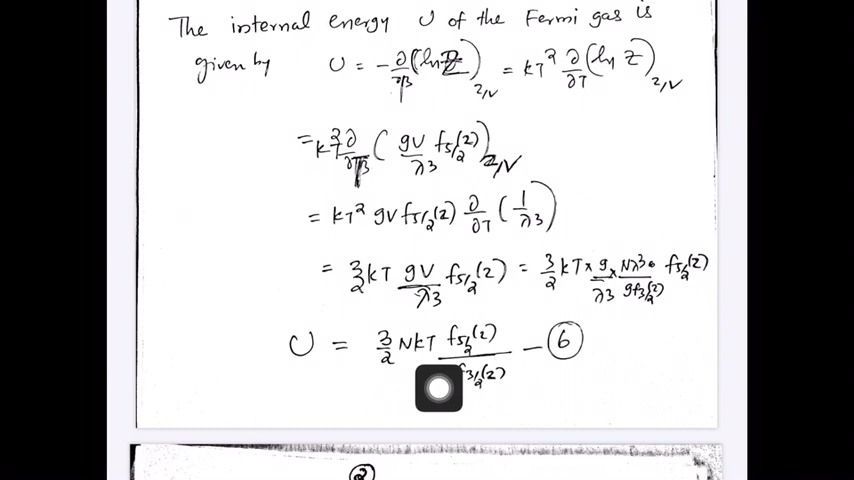 The internal energy U of the Fermi gas is
given by U = -∂/∂β (ln Z)z,V = kT² ∂/∂T (ln Z)z,V
= kT² ∂/∂T (gV/λ3 f5/2(z))z,V
= kT² gV f5/2(z) ∂/∂T (1/λ3)
= 3/2 kT gV/λ3 f5/2(z) = 3/2 kT × g/λ3 × Nλ3/gf3/2(z) • f5/2(z)
U = 3/2 NkT f5/2(z)/f3/2(z) — 6
2